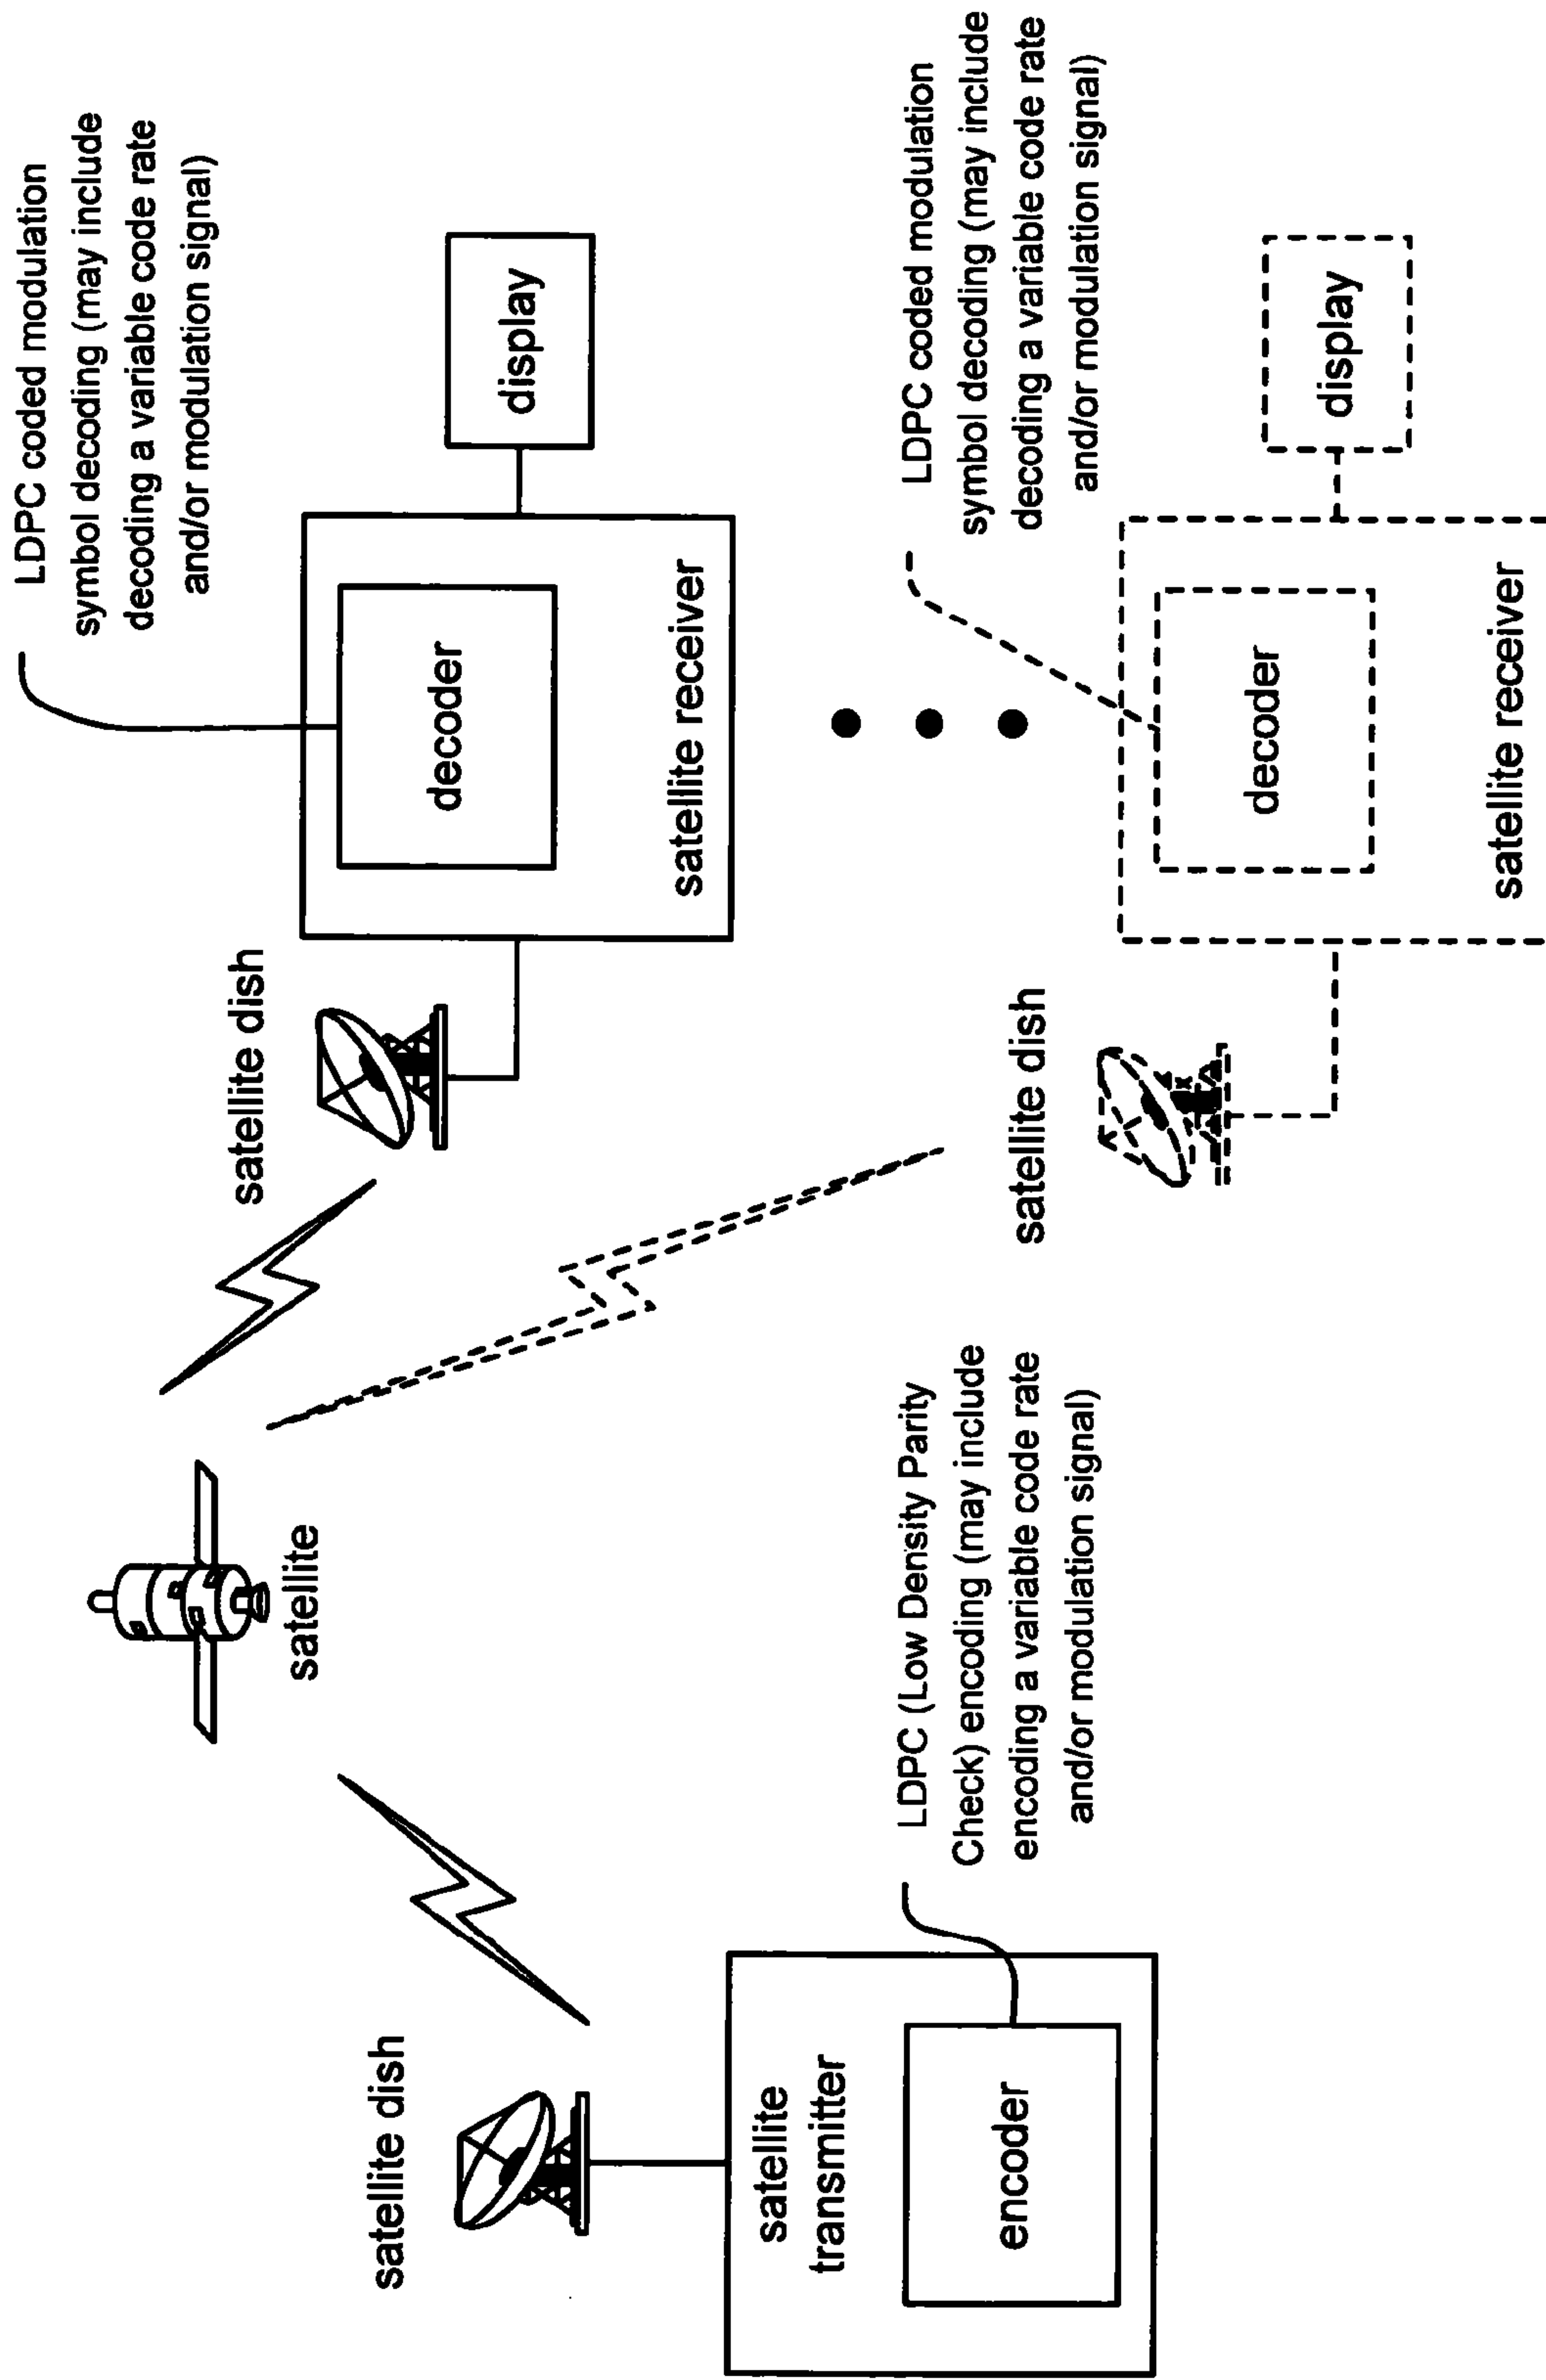 satellite dish
satellite
transmitter
encoder
LDPC (Low Density Parity
Check) encoding (may include
encoding a variable code rate
and/or modulation signal)
satellite
satellite dish
LDPC coded modulation
symbol decoding (may include
decoding a variable code rate
and/or modulation signal)
decoder
satellite receiver
display
satellite dish
LDPC coded modulation
symbol decoding (may include
decoding a variable code rate
and/or modulation signal)
decoder
satellite receiver
display